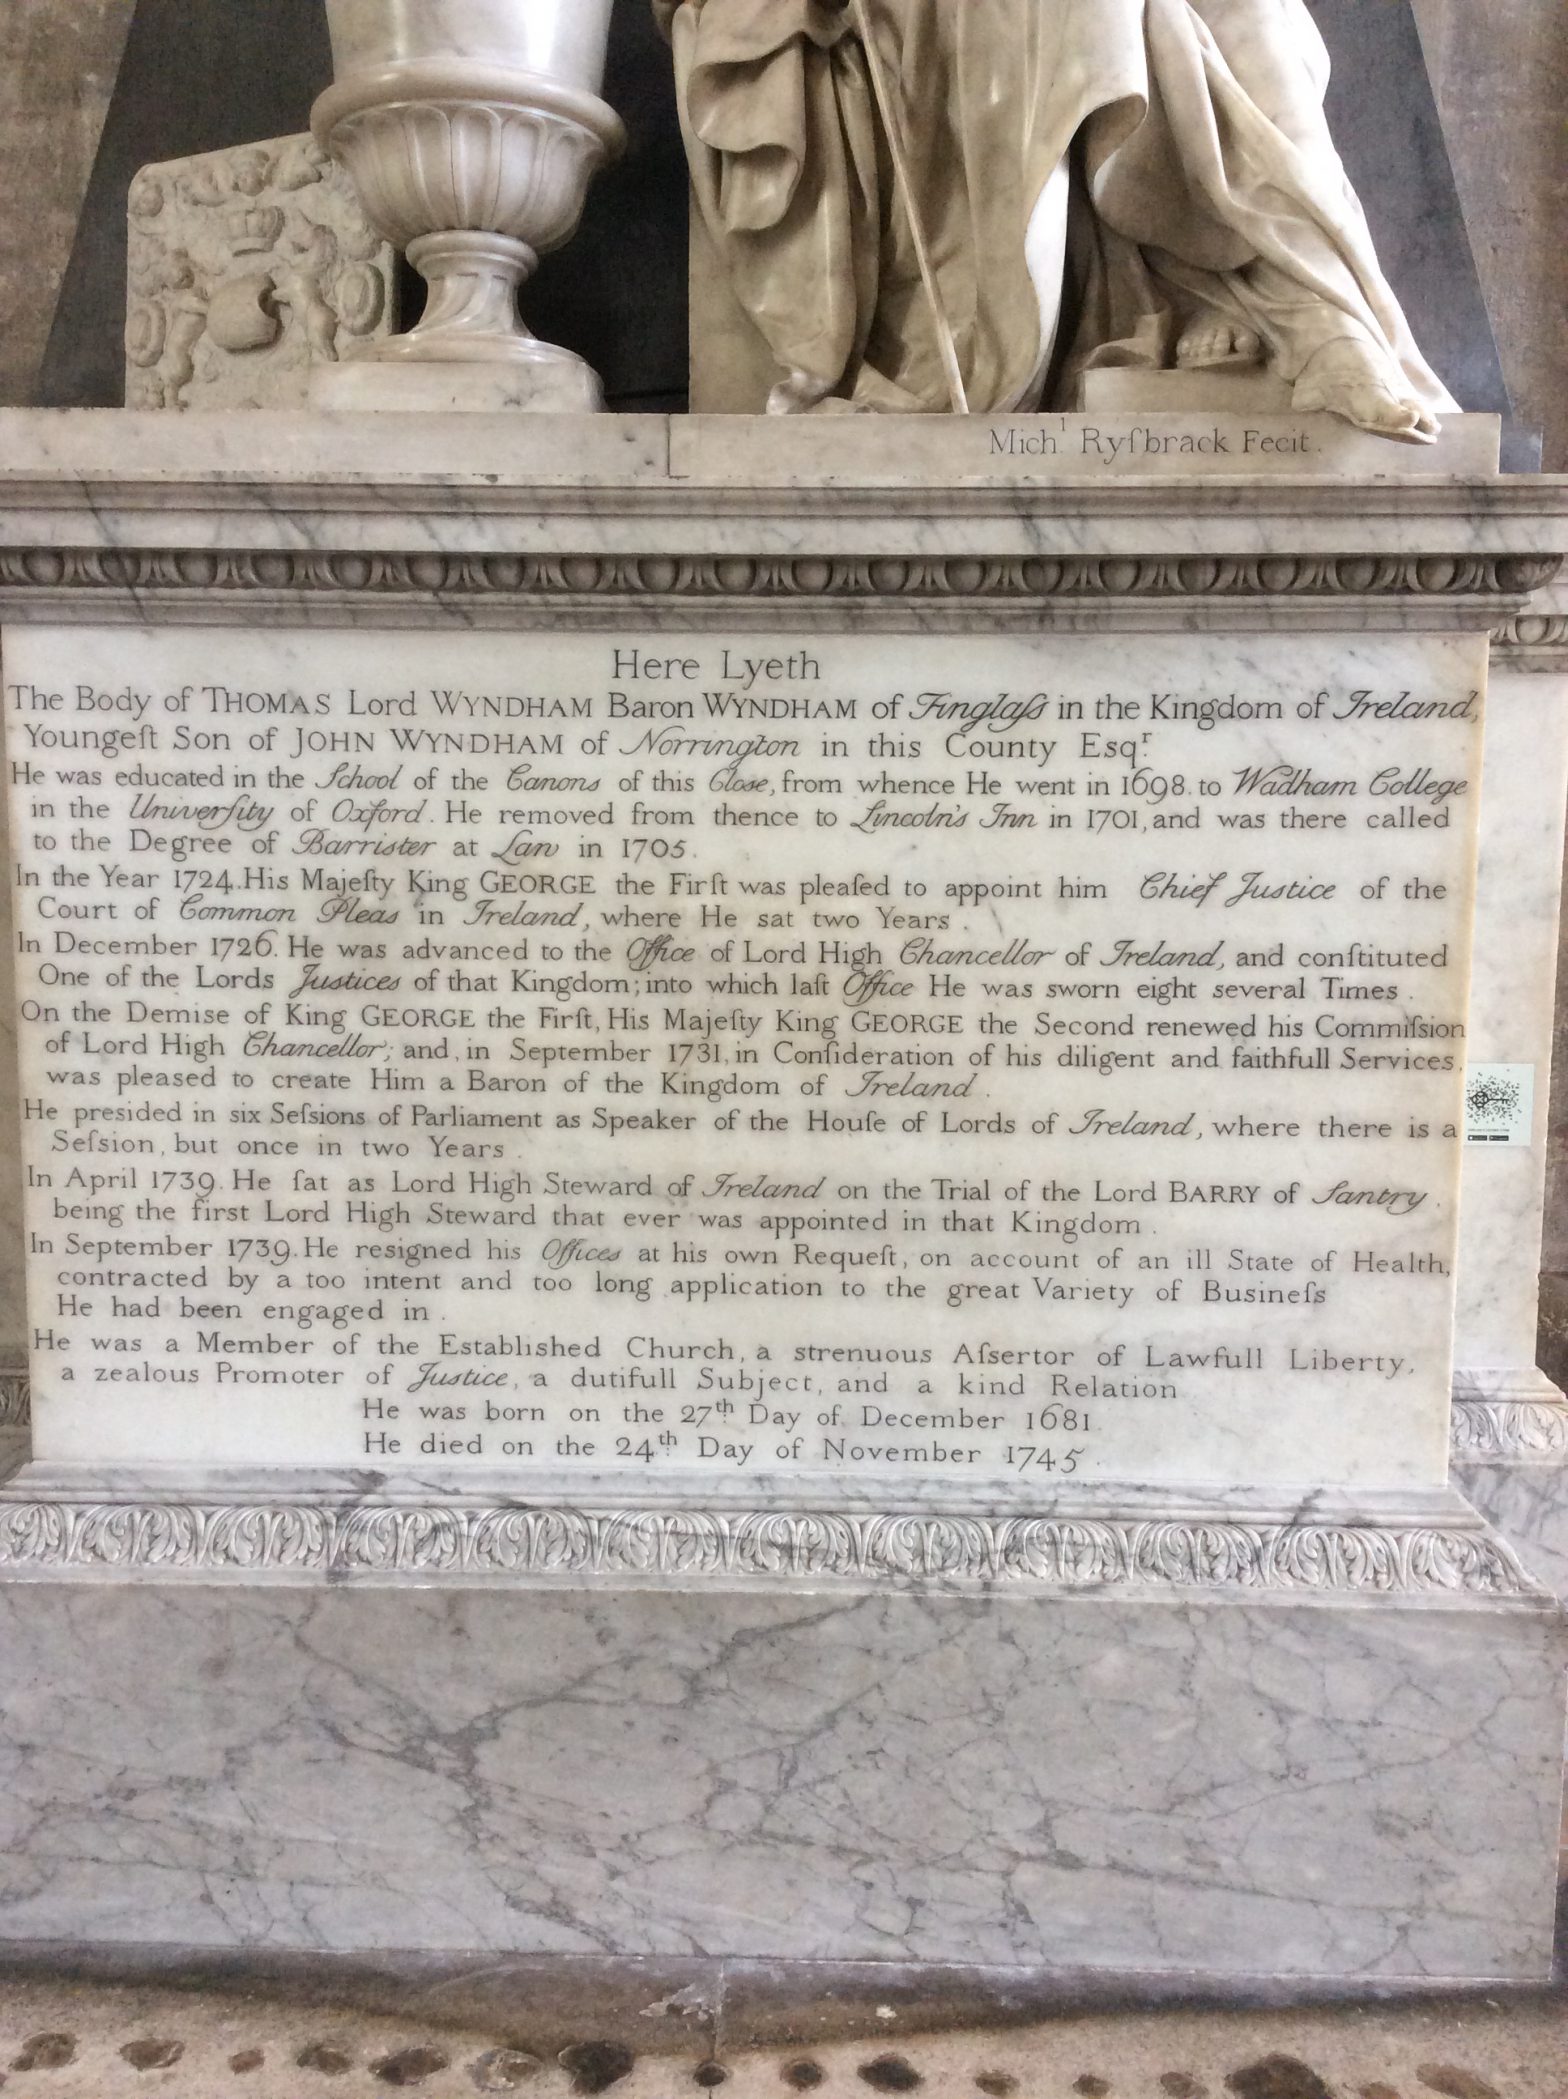 Mich.l Ryſbrack Fecit.
Here Lyeth
The Body of THOMAS Lord WYNDHAM Baron WYNDHAM of Finglaſs in the Kingdom of Ireland,
Youngeſt Son of JOHN WYNDHAM of Norrington in this County Esq.r
He was educated in the School of the Canons of this Close, from whence He went in 1698. to Wadham College
in the Univerſity of Oxford. He removed from thence to Lincoln's Inn in 1701, and was there called
to the Degree of Barrister at Law in 1705.
In the Year 1724. His Majeſty King GEORGE the Firſt was pleaſed to appoint him Chief Justice of the
Court of Common Pleas in Ireland, where He sat two Years.
In December 1726. He was advanced to the Office of Lord High Chancellor of Ireland, and conſtituted
One of the Lords Justices of that Kingdom; into which laſt Office He was sworn eight several Times.
On the Demise of King GEORGE the Firſt, His Majeſty King GEORGE the Second renewed his Commiſsion
of Lord High Chancellor; and, in September 1731, in Conſideration of his diligent and faithfull Services,
was pleased to create Him a Baron of the Kingdom of Ireland.
He presided in six Seſsions of Parliament as Speaker of the Houſe of Lords of Ireland, where there is a
Seſsion, but once in two Years.
In April 1739. He ſat as Lord High Steward of Ireland on the Trial of the Lord BARRY of Santry.
being the first Lord High Steward that ever was appointed in that Kingdom.
In September 1739. He resigned his Offices at his own Requeſt, on account of an ill State of Health,
contracted by a too intent and too long application to the great Variety of Busineſs
He had been engaged in.
He was a Member of the Established Church, a strenuous Aſsertor of Lawfull Liberty,
a zealous Promoter of Justice, a dutifull Subject, and a kind Relation
He was born on the 27th Day of December 1681.
He died on the 24th Day of November 1745.